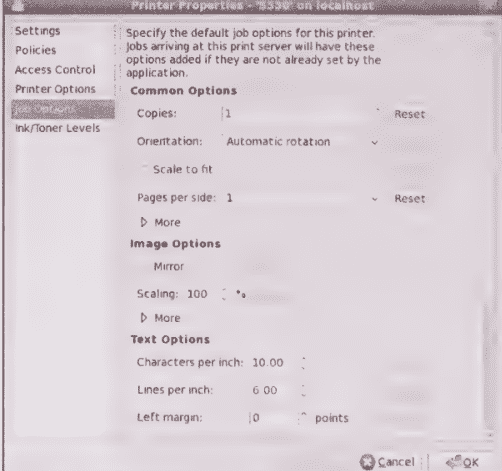 Printer Properties - '5530' on localhost
Settings
Policies
Access Control
Printer Options
Job Options
Ink/Toner Levels
Specify the default job options for this printer.
Jobs arriving at this print server will have these
options added if they are not already set by the
application.
Common Options
Copies: 1 Reset
Orientation: Automatic rotation
Scale to fit
Pages per side: 1 Reset
More
Image Options
Mirror
Scaling: 100 %
More
Text Options
Characters per inch: 10.00
Lines per inch: 6.00
Left margin: 0 points
Cancel OK